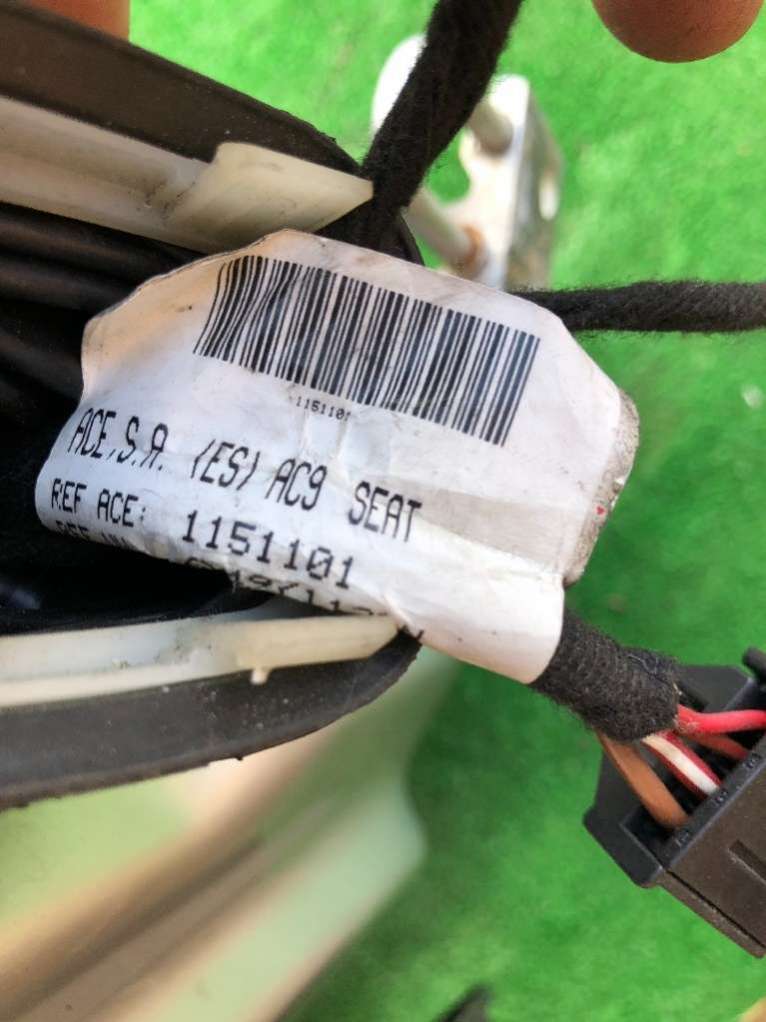 1151101
ACE,S.A. (ES) AC9 SEAT
REF ACE: 1151101